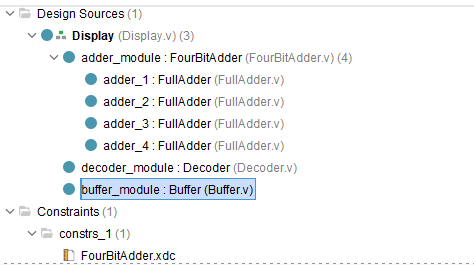 Design Sources (1)
Display (Display.v) (3)
adder_module : FourBitAdder (FourBitAdder.v) (4)
adder_1 : FullAdder (FullAdder.v)
adder_2 : FullAdder (FullAdder.v)
adder_3 : FullAdder (FullAdder.v)
adder_4 : FullAdder (FullAdder.v)
decoder_module : Decoder (Decoder.v)
buffer_module : Buffer (Buffer.v)
Constraints (1)
constrs_1 (1)
FourBitAdder.xdc